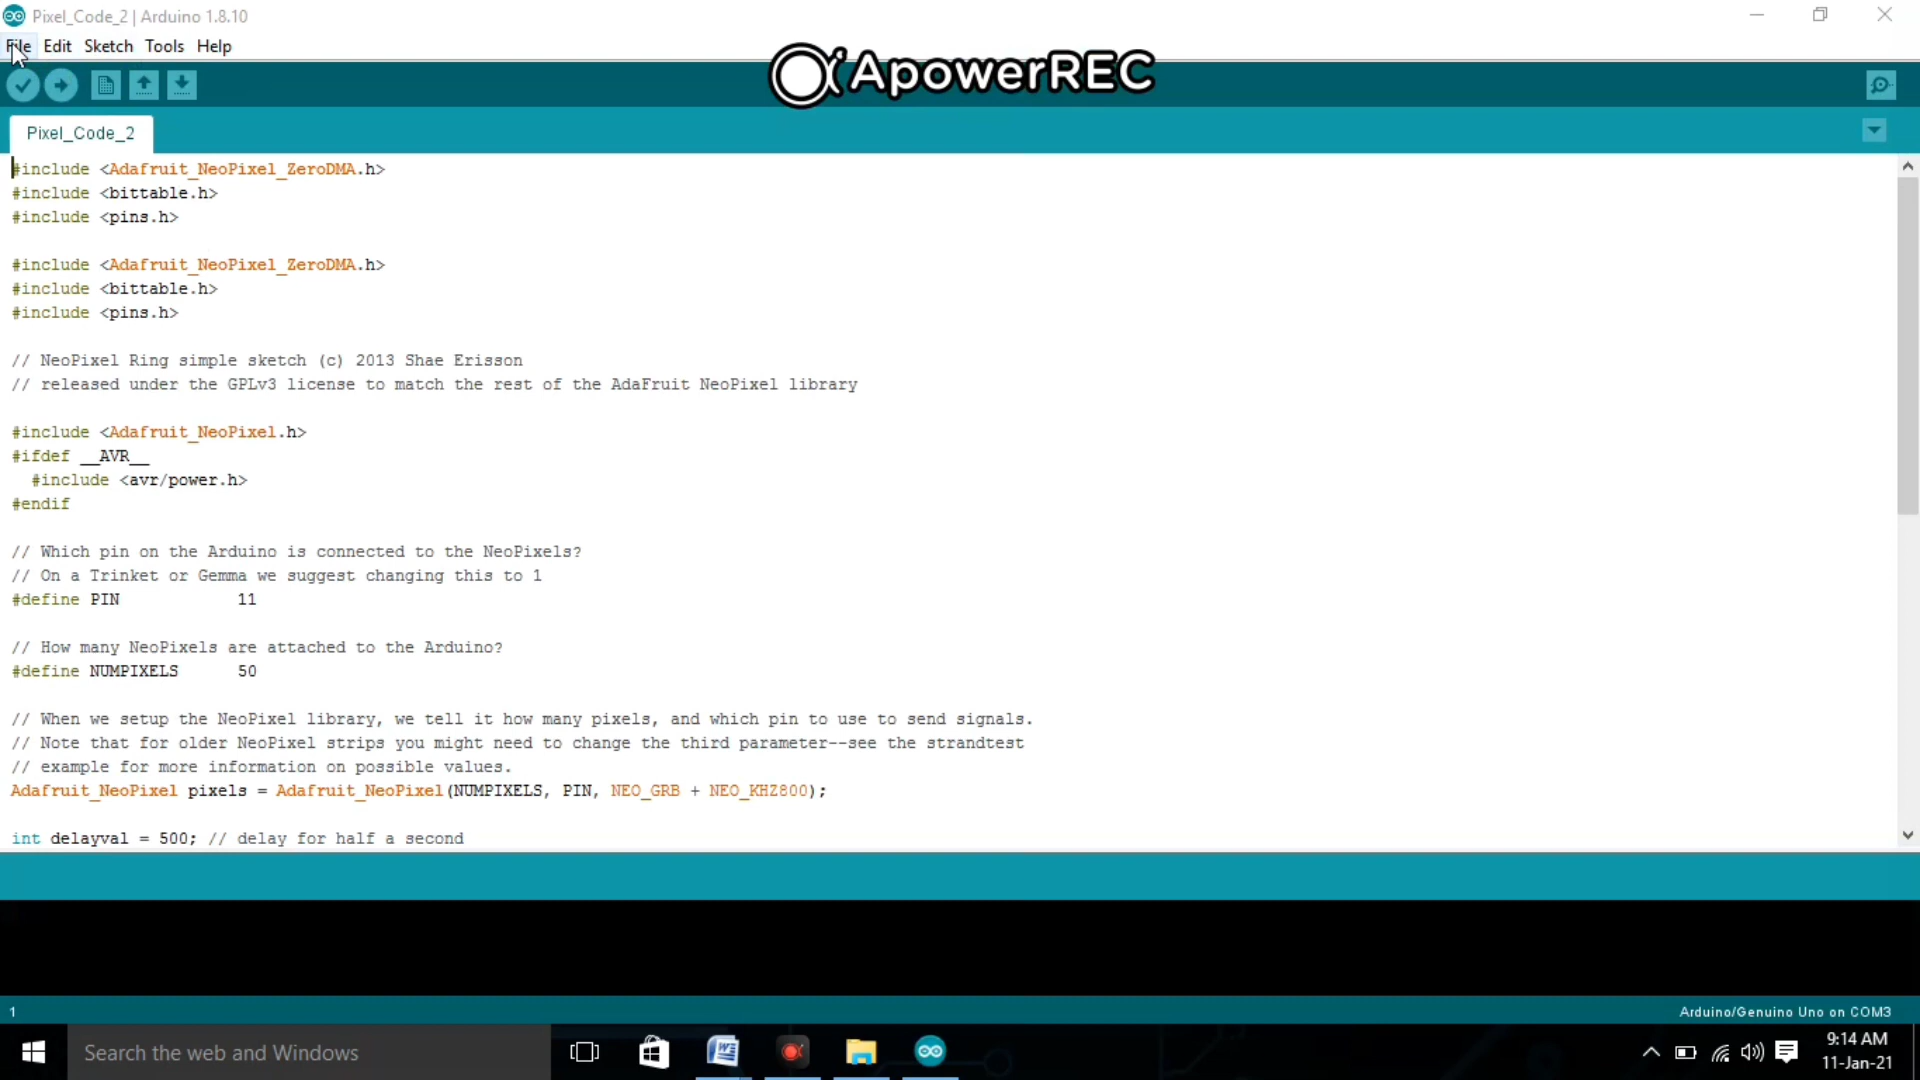 Pixel_Code_2 | Arduino 1.8.10
File Edit Sketch Tools Help
ApowerREC
Pixel_Code_2
#include <Adafruit_NeoPixel_ZeroDMA.h>
#include <bittable.h>
#include <pins.h>
#include <Adafruit_NeoPixel_ZeroDMA.h>
#include <bittable.h>
#include <pins.h>
// NeoPixel Ring simple sketch (c) 2013 Shae Erisson
// released under the GPLv3 license to match the rest of the AdaFruit NeoPixel library
#include <Adafruit_NeoPixel.h>
#ifdef __AVR__
#include <avr/power.h>
#endif
// Which pin on the Arduino is connected to the NeoPixels?
// On a Trinket or Gemma we suggest changing this to 1
#define PIN 11
// How many NeoPixels are attached to the Arduino?
#define NUMPIXELS 50
// When we setup the NeoPixel library, we tell it how many pixels, and which pin to use to send signals.
// Note that for older NeoPixel strips you might need to change the third parameter--see the strandtest
// example for more information on possible values.
Adafruit_NeoPixel pixels = Adafruit_NeoPixel(NUMPIXELS, PIN, NEO_GRB + NEO_KHZ800);
int delayval = 500; // delay for half a second
1
Arduino/Genuino Uno on COM3
Search the web and Windows
9:14 AM
11-Jan-21